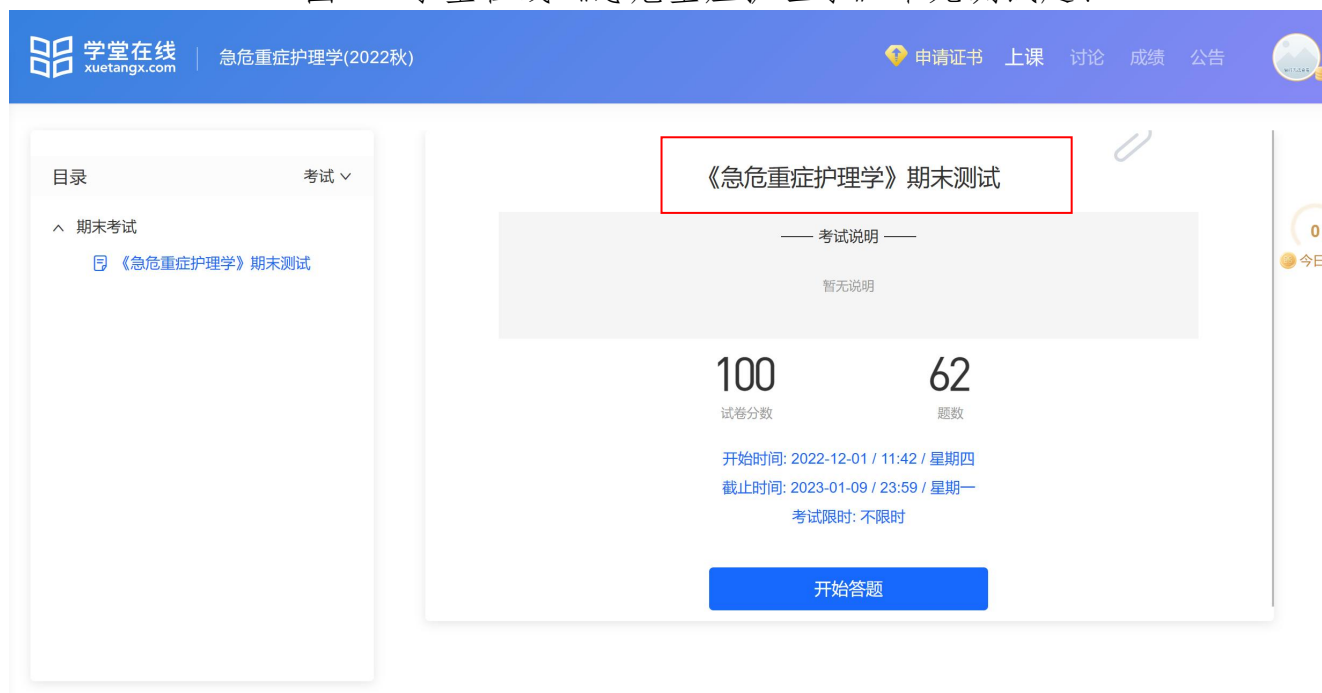 学堂在线
xuetangx.com
急危重症护理学(2022秋)
申请证书 上课 讨论 成绩 公告
目录 考试
期末考试
《急危重症护理学》期末测试
《急危重症护理学》期末测试
—— 考试说明 ——
暂无说明
100 62
试卷分数 题数
开始时间: 2022-12-01 / 11:42 / 星期四
截止时间: 2023-01-09 / 23:59 / 星期一
考试限时: 不限时
开始答题
0
今日